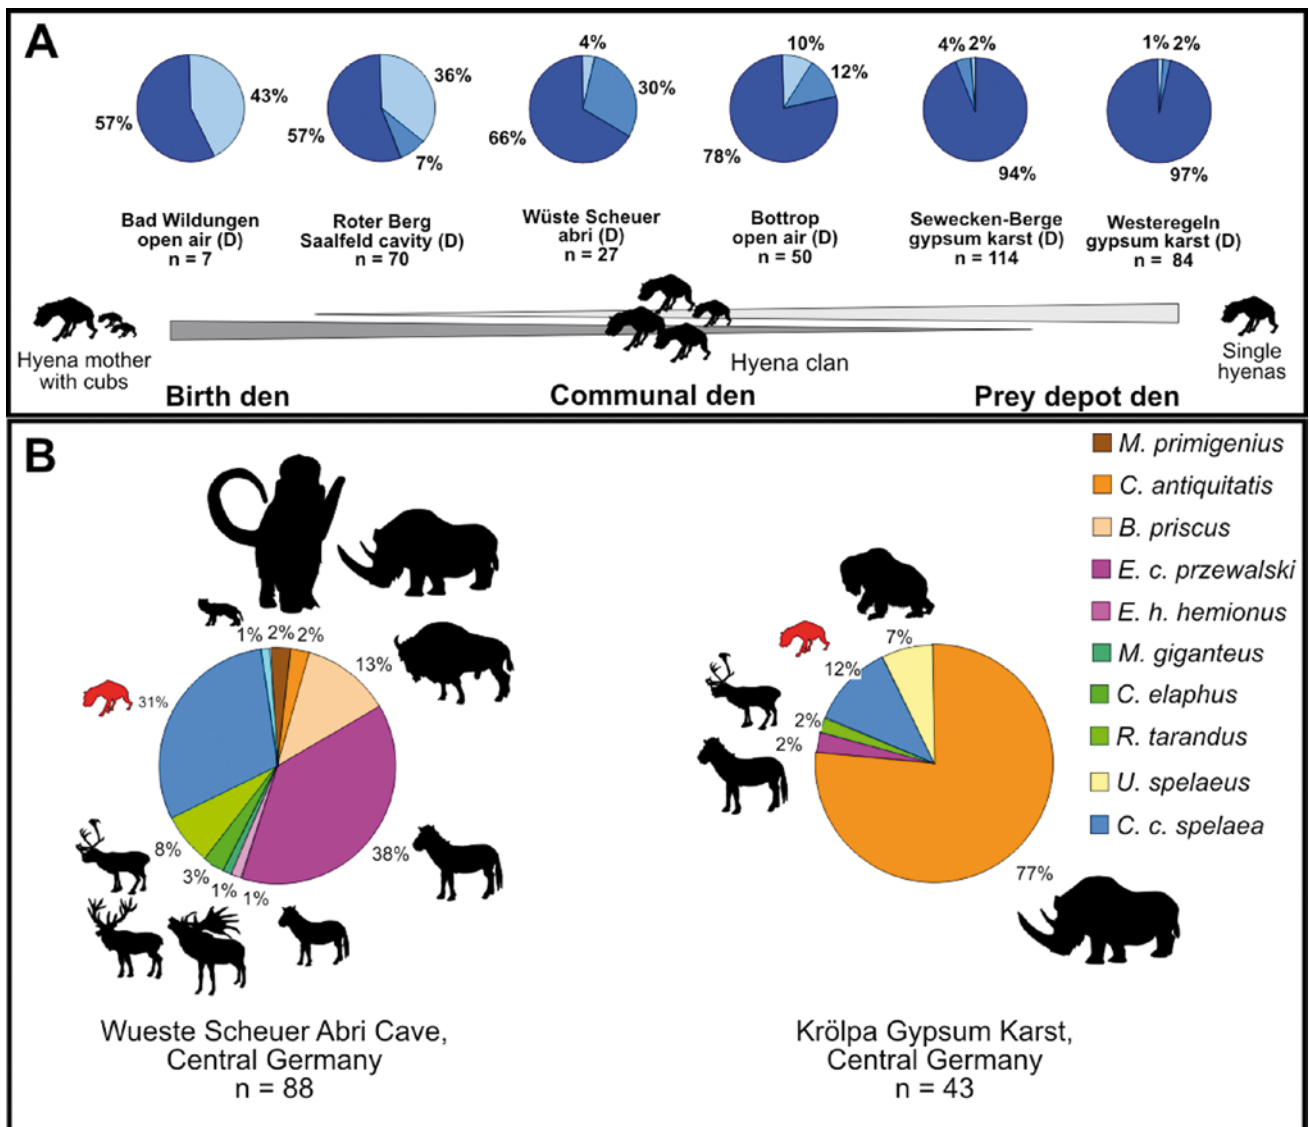 A
57%
43%
57%
36%
7%
4%
30%
66%
10%
12%
78%
4% 2%
94%
1% 2%
97%
Bad Wildungen
open air (D)
n = 7
Roter Berg
Saalfeld cavity (D)
n = 70
Wüste Scheuer
abri (D)
n = 27
Bottrop
open air (D)
n = 50
Sewecken-Berge
gypsum karst (D)
n = 114
Westeregeln
gypsum karst (D)
n = 84
Hyena mother
with cubs
Hyena clan
Single
hyenas
Birth den
Communal den
Prey depot den
B
1% 2% 2%
13%
31%
38%
8%
3%
1%
1%
Wueste Scheuer Abri Cave,
Central Germany
n = 88
7%
12%
2%
2%
77%
Krölpa Gypsum Karst,
Central Germany
n = 43
M. primigenius
C. antiquitatis
B. priscus
E. c. przewalski
E. h. hemionus
M. giganteus
C. elaphus
R. tarandus
U. spelaeus
C. c. spelaea